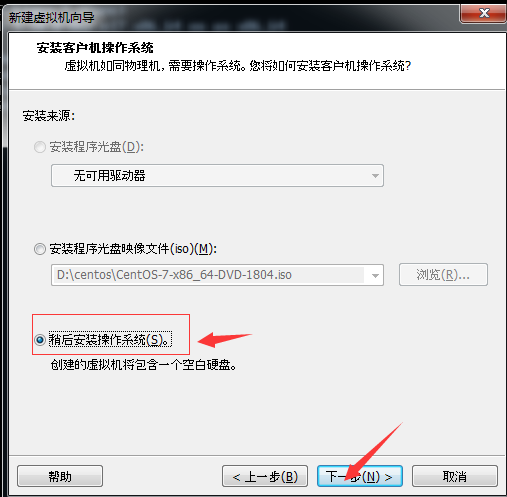 新建虚拟机向导
安装客户机操作系统
虚拟机如同物理机，需要操作系统。您将如何安装客户机操作系统?
安装来源:
安装程序光盘(D):
无可用驱动器
安装程序光盘映像文件(iso)(M):
D:\centos\CentOS-7-x86_64-DVD-1804.iso
浏览(R)...
稍后安装操作系统(S)。
创建的虚拟机将包含一个空白硬盘。
帮助
< 上一步(B)
下一步(N) >
取消